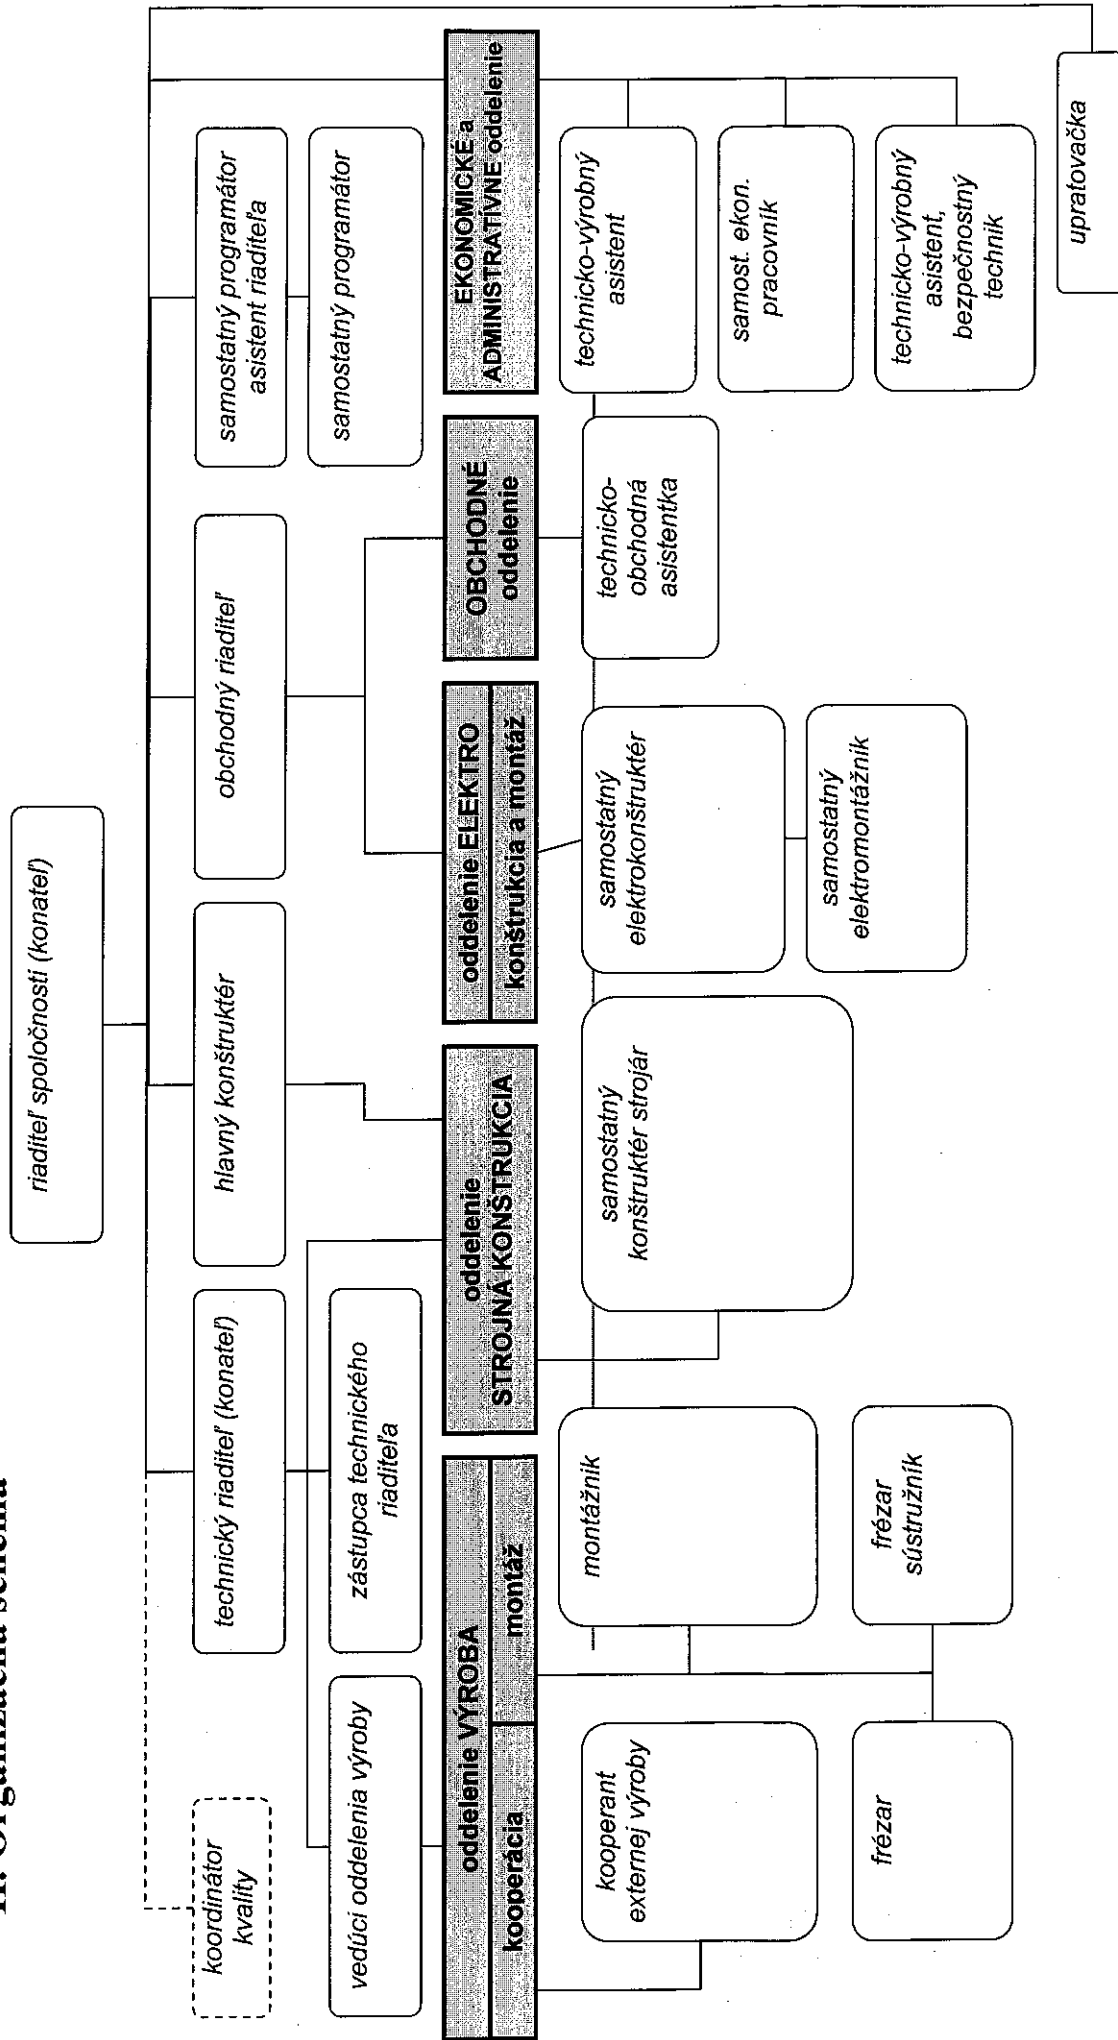 riaditeľ spoločnosti (konateľ)
koordinátor
kvality
technický riaditeľ (konateľ)
hlavný konštruktér
obchodný riaditeľ
samostatný programátor
asistent riaditeľa
vedúci oddelenia výroby
zástupca technického
riaditeľa
samostatný programátor
oddelenie VÝROBA
kooperácia
montáž
oddelenie
STROJNÁ KONŠTRUKCIA
oddelenie ELEKTRO
konštrukcia a montáž
OBCHODNÉ
oddelenie
EKONOMICKÉ a
ADMINISTRATÍVNE oddelenie
kooperant
externej výroby
montážnik
samostatný
konštruktér strojár
samostatný
elektrokonštruktér
technicko-
obchodná
asistentka
technicko-výrobný
asistent
samost. ekon.
pracovník
frézar
frézar
sústružník
samostatný
elektromontážnik
technicko-výrobný
asistent,
bezpečnostný
technik
upratovačka